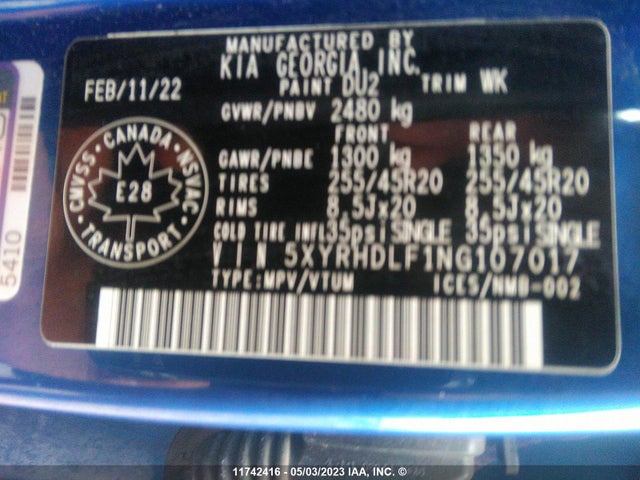 MANUFACTURED BY
KIA GEORGIA, INC.
FEB/11/22 PAINT DU2 TRIM WK
GVWR/PNBV 2480 kg
FRONT REAR
GAWR/PNBE 1300 kg 1350 kg
TIRES 255/45R20 255/45R20
RIMS 8,5Jx20 8,5Jx20
COLD TIRE INFL 35psi SINGLE 35psi SINGLE
VIN 5XYRHDLF1NG107017
TYPE:MPV/VTUM ICES/NMB-002
CMVSS • CANADA • NSVAC • TRANSPORT •
E28
5410
11742416 - 05/03/2023 IAA, INC. ©